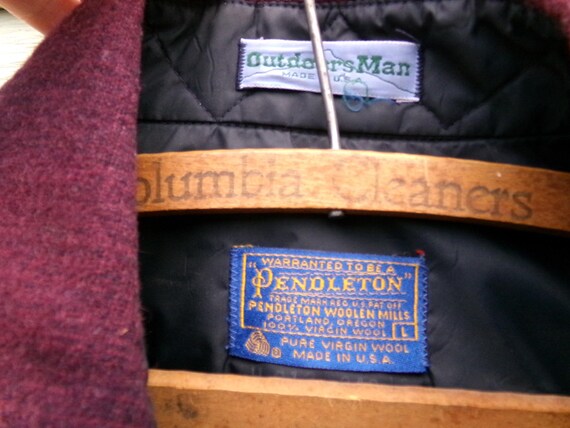 OutdoorsMan
MADE IN U.S.A.
olumbia Cleaners
"WARRANTED TO BE A
PENDLETON"
TRADE MARK REG. U.S. PAT. OFF.
PENDLETON WOOLEN MILLS
PORTLAND, OREGON
100% VIRGIN WOOL L
PURE VIRGIN WOOL
MADE IN U.S.A.